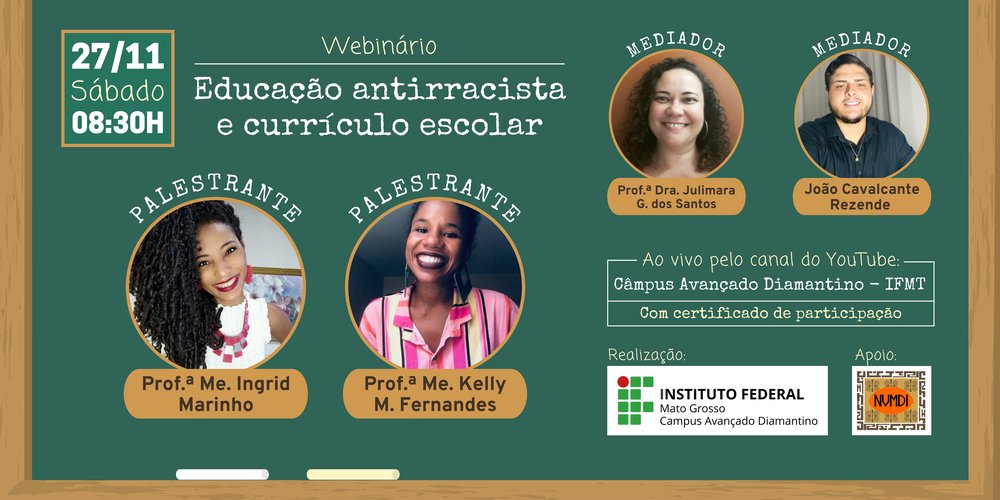 27/11
Sábado
08:30H
Webinário
Educação antirracista
e currículo escolar
PALESTRANTE
Prof.ª Me. Ingrid
Marinho
PALESTRANTE
Prof.ª Me. Kelly
M. Fernandes
MEDIADOR
Prof.ª Dra. Julimara
G. dos Santos
MEDIADOR
João Cavalcante
Rezende
Ao vivo pelo canal do YouTube:
Câmpus Avançado Diamantino - IFMT
Com certificado de participação
Realização:
INSTITUTO FEDERAL
Mato Grosso
Campus Avançado Diamantino
Apoio:
NUMDI